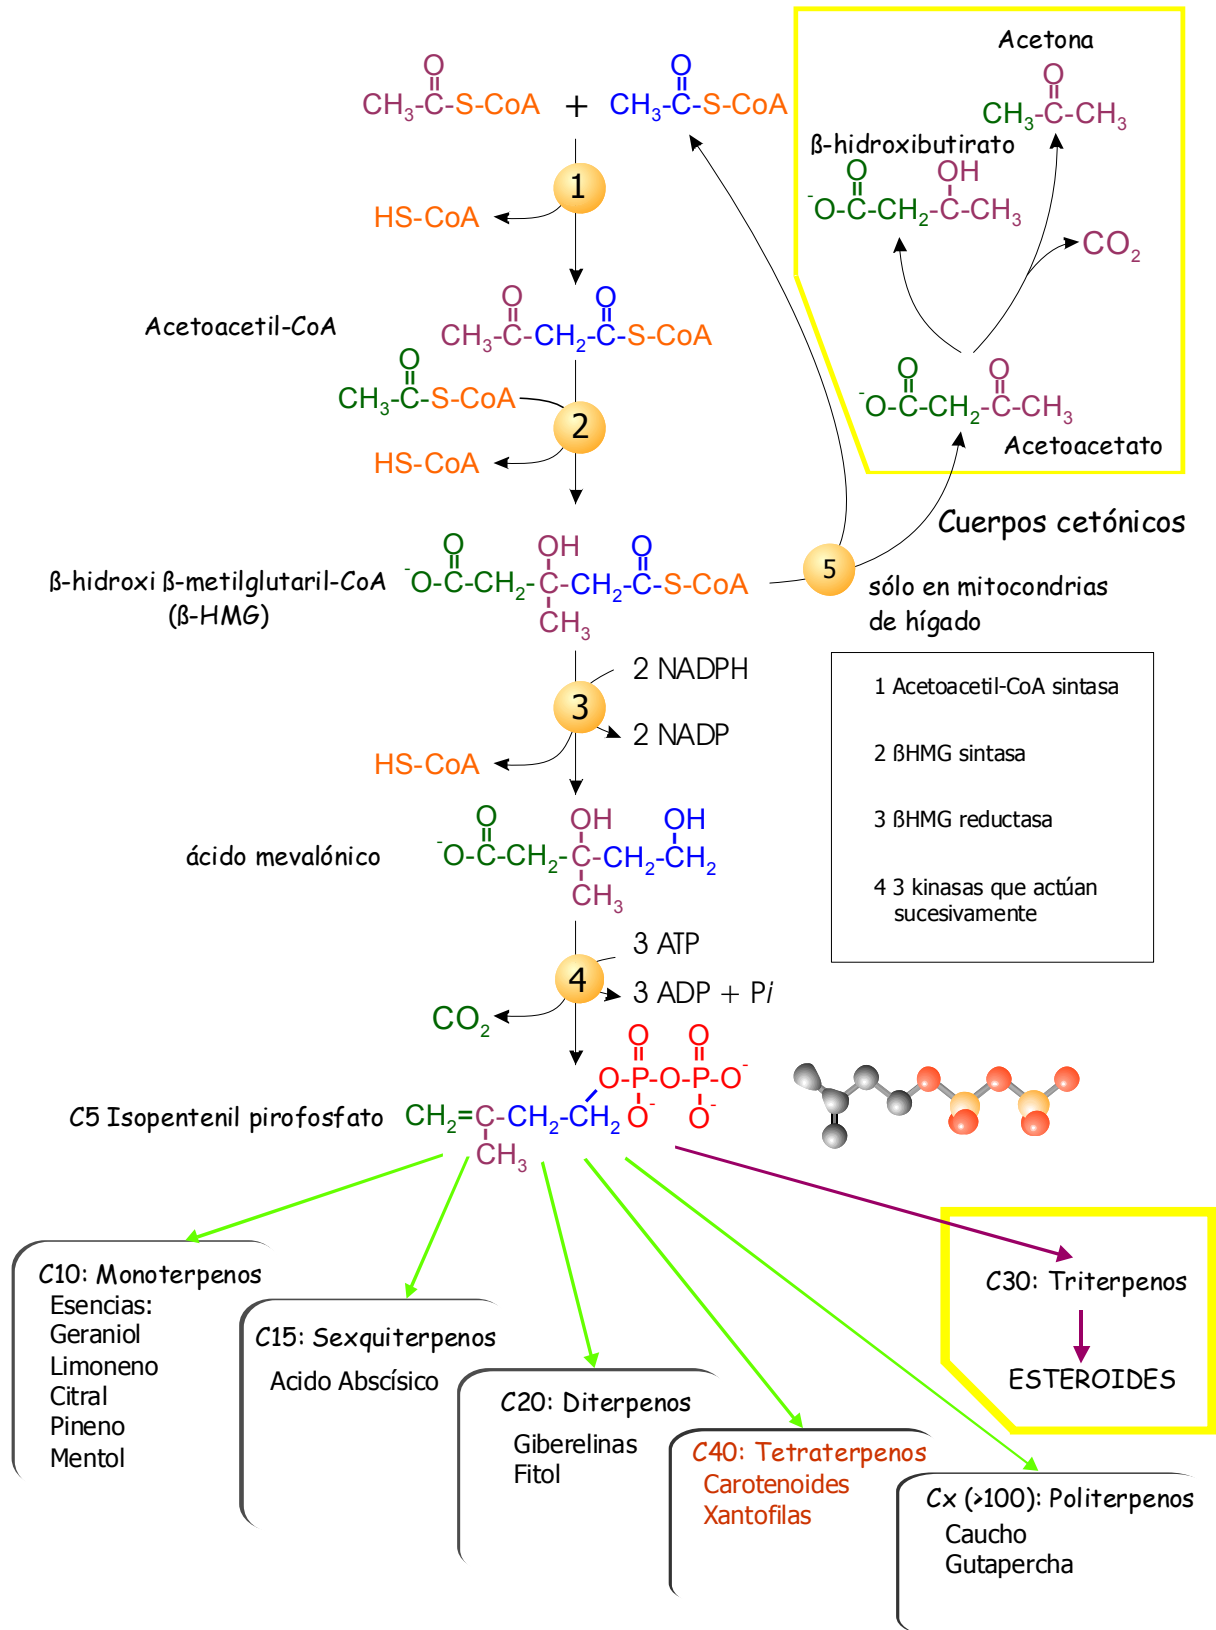 Acetona
O
CH3-C-S-CoA + CH3-C-S-CoA
O
O
CH3-C-CH3
ß-hidroxibutirato
O OH
-O-C-CH2-C-CH3
1
HS-CoA
CO2
Acetoacetil-CoA
O O
CH3-C-CH2-C-S-CoA
O
CH3-C-S-CoA
2
HS-CoA
O O
-O-C-CH2-C-CH3
Acetoacetato
Cuerpos cetónicos
ß-hidroxi ß-metilglutaril-CoA
(ß-HMG)
O OH O
-O-C-CH2-C-CH2-C-S-CoA
CH3
5
sólo en mitocondrias
de hígado
2 NADPH
3
2 NADP
HS-CoA
1 Acetoacetil-CoA sintasa
2 ßHMG sintasa
3 ßHMG reductasa
4 3 kinasas que actúan
sucesivamente
ácido mevalónico
O OH OH
-O-C-CH2-C-CH2-CH2
CH3
3 ATP
4
3 ADP + Pi
CO2
O O
O-P-O-P-O-
O- O-
C5 Isopentenil pirofosfato
CH2=C-CH2-CH2
CH3
C10: Monoterpenos
Esencias:
Geraniol
Limoneno
Citral
Pineno
Mentol
C15: Sexquiterpenos
Acido Abscísico
C20: Diterpenos
Giberelinas
Fitol
C40: Tetraterpenos
Carotenoides
Xantofilas
Cx (>100): Politerpenos
Caucho
Gutapercha
C30: Triterpenos
ESTEROIDES